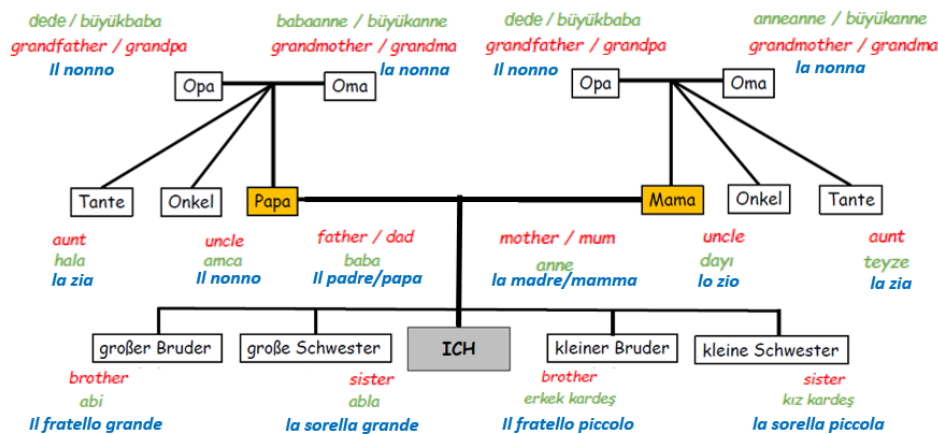 dede / büyükbaba
babaanne / büyükanne
dede / büyükbaba
anneanne / büyükanne
grandfather / grandpa
grandmother / grandma
grandfather / grandpa
grandmother / grandma
Il nonno
la nonna
Il nonno
la nonna
Opa
Oma
Opa
Oma
Tante
Onkel
Papa
Mama
Onkel
Tante
aunt
uncle
father / dad
mother / mum
uncle
aunt
hala
amca
baba
anne
dayı
teyze
la zia
Il nonno
Il padre/papa
la madre/mamma
lo zio
la zia
großer Bruder
große Schwester
ICH
kleiner Bruder
kleine Schwester
brother
sister
brother
sister
abi
abla
erkek kardeş
kız kardeş
Il fratello grande
la sorella grande
Il fratello piccolo
la sorella piccola